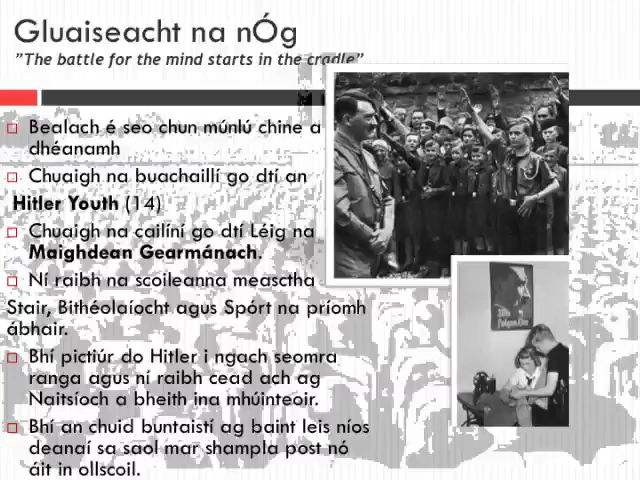 Gluaiseacht na nÓg
”The battle for the mind starts in the cradle”
Bealach é seo chun múnlú chine a
dhéanamh
Chuaigh na buachaillí go dtí an
Hitler Youth (14)
Chuaigh na cailíní go dtí Léig na
Maighdean Gearmánach.
Ní raibh na scoileanna measctha
Stair, Bithéolaíocht agus Spórt na príomh
ábhair.
Bhí pictiúr do Hitler i ngach seomra
ranga agus ní raibh cead ach ag
Naitsíoch a bheith ina mhúinteoir.
Bhí an chuid buntaistí ag baint leis níos
deanaí sa saol mar shampla post nó
áit in ollscoil.